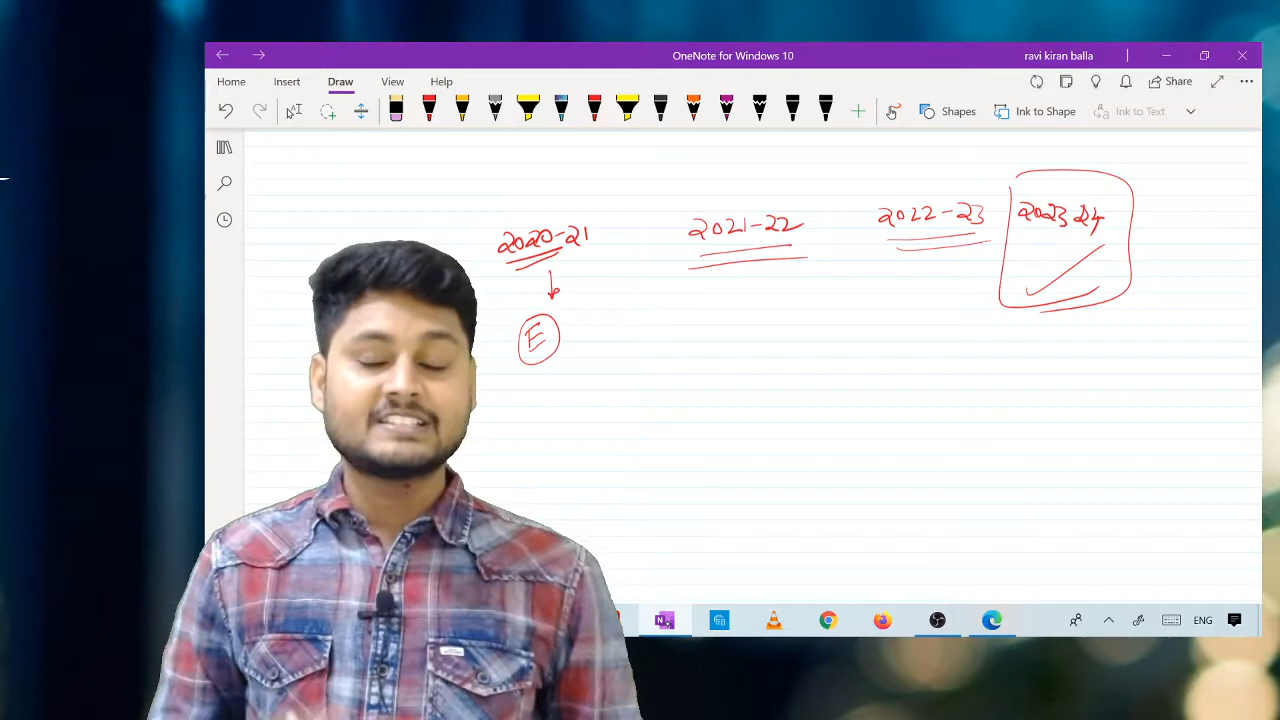 OneNote for Windows 10
ravi kiran balla
Home Insert Draw View Help
Share
Shapes Ink to Shape Ink to Text
2020-21 2021-22 2022-23 2023 24
E
ENG